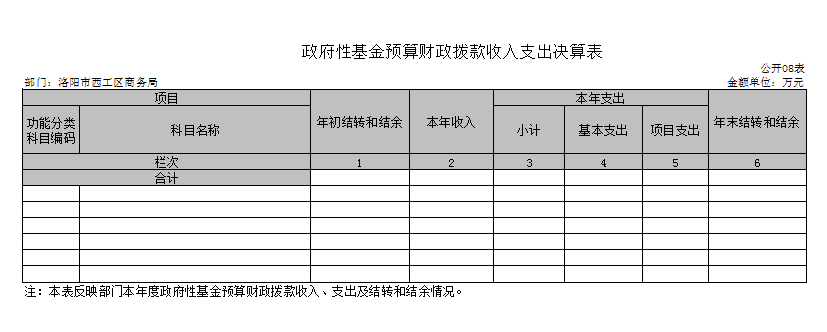 政府性基金预算财政拨款收入支出决算表
公开08表
部门：洛阳市西工区商务局 金额单位：万元
项目 年初结转和结余 本年收入 本年支出 年末结转和结余
功能分类科目编码 科目名称 小计 基本支出 项目支出
栏次 1 2 3 4 5 6
合计
注：本表反映部门本年度政府性基金预算财政拨款收入、支出及结转和结余情况。